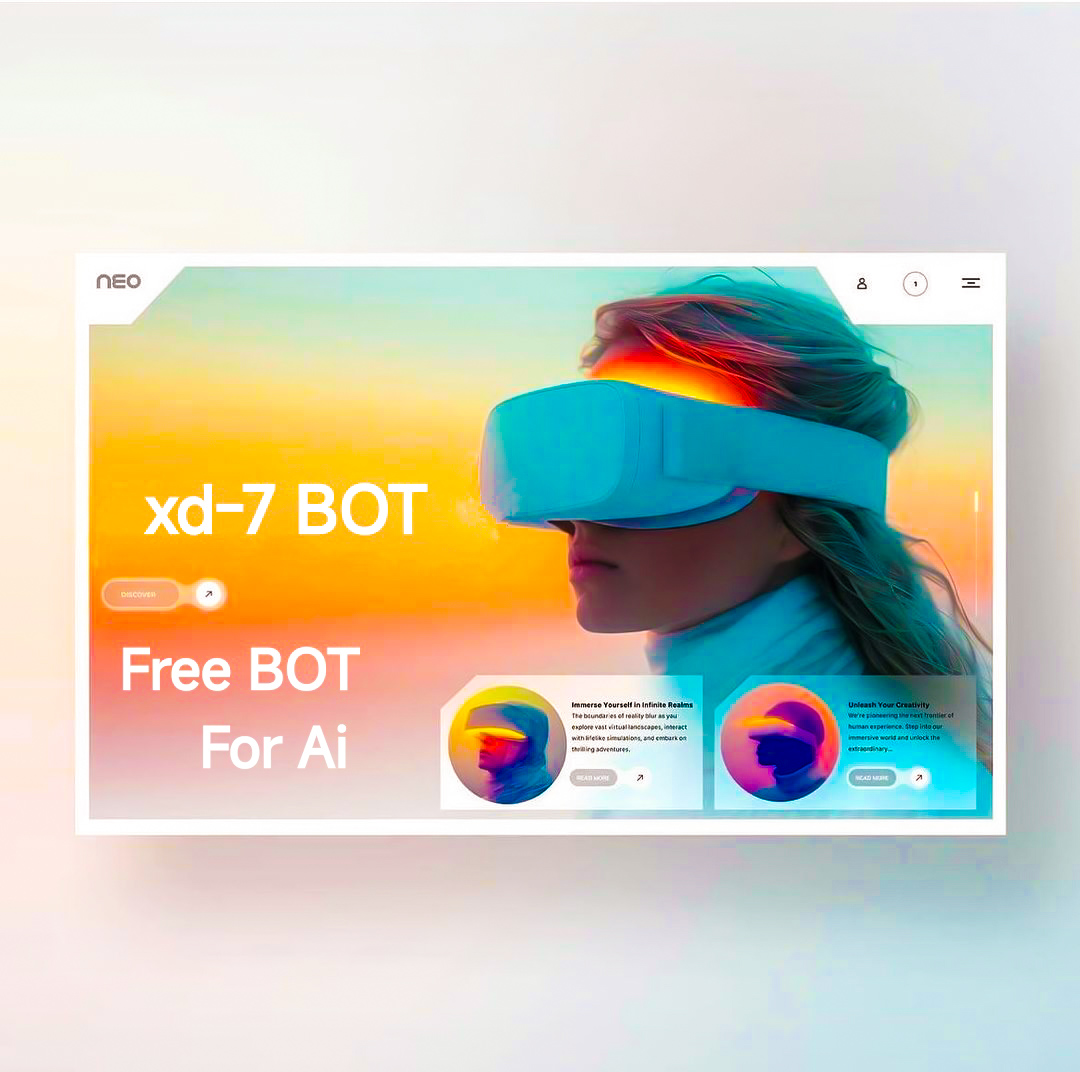 NEO
1
xd-7 BOT
DISCOVER
Free BOT
For Ai
Immerse Yourself in Infinite Realms
The boundaries of reality blur as you
explore vast virtual landscapes, interact
with lifelike simulations, and embark on
thrilling adventures.
READ MORE
Unleash Your Creativity
We're pioneering the next frontier of
human experience. Step into our
immersive world and unlock the
extraordinary...
READ MORE